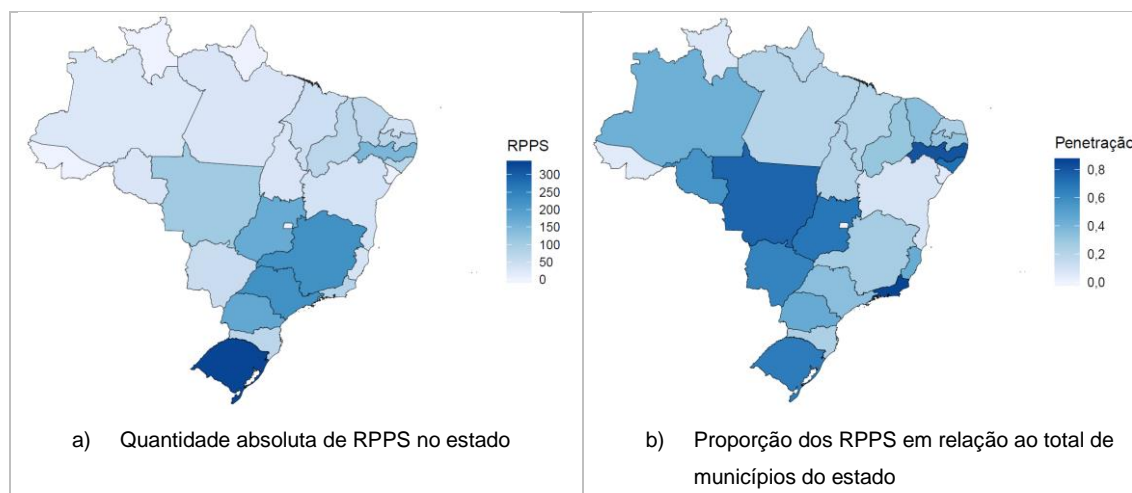 RPPS
300
250
200
150
100
50
0
a) Quantidade absoluta de RPPS no estado
Penetração
0,8
0,6
0,4
0,2
0,0
b) Proporção dos RPPS em relação ao total de
municípios do estado